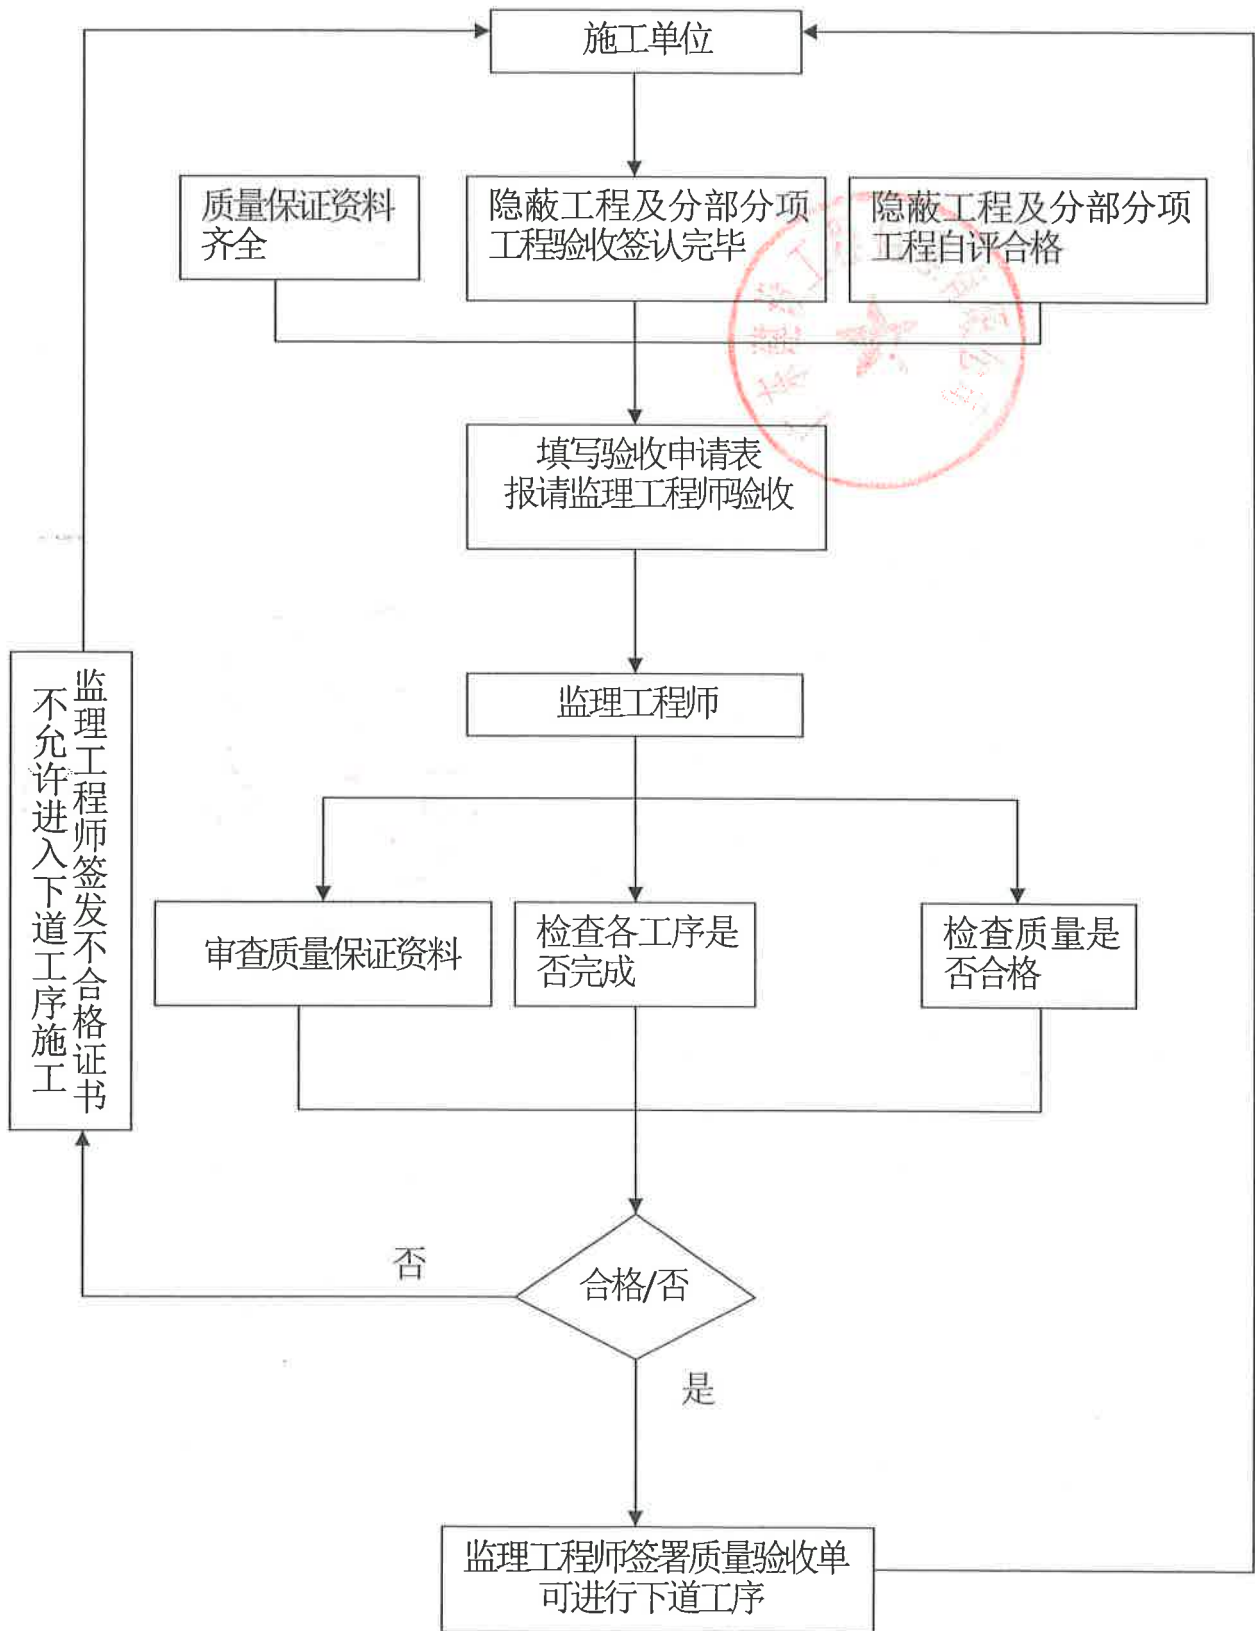 施工单位
质量保证资料
齐全
隐蔽工程及分部分项
工程验收签认完毕
隐蔽工程及分部分项
工程自评合格
填写验收申请表
报请监理工程师验收
监理工程师
监理工程师签发不合格证书
不允许进入下道工序施工
审查质量保证资料
检查各工序是
否完成
检查质量是
否合格
合格/否
否
是
监理工程师签署质量验收单
可进行下道工序